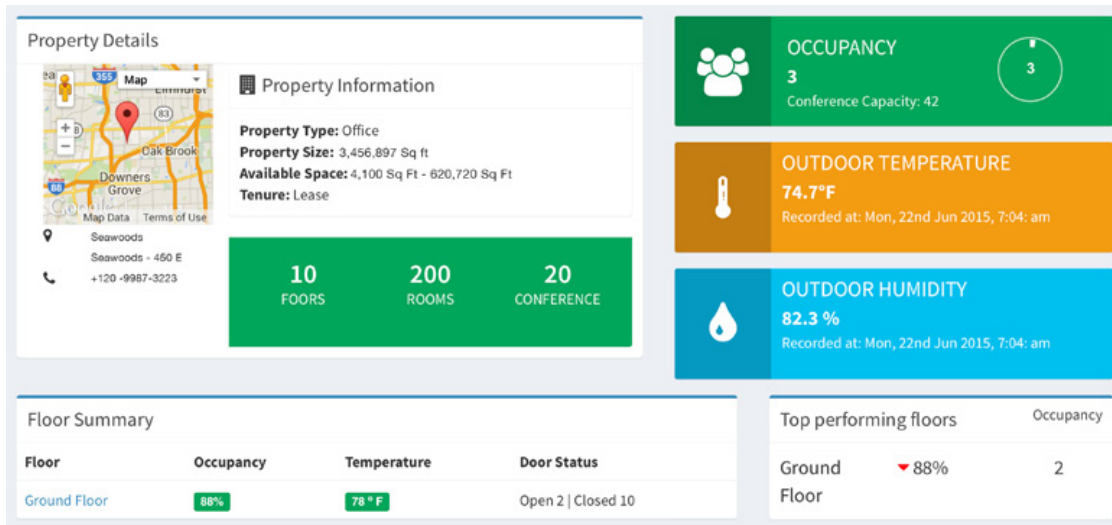 Property Details
355
Map
Elmhurst
83
Oak Brook
Downers
Grove
88
Google
Map Data Terms of Use
Seawoods
Seawoods - 450 E
+120 -9987-3223
Property Information
Property Type: Office
Property Size: 3,456,897 Sq ft
Available Space: 4,100 Sq Ft - 620,720 Sq Ft
Tenure: Lease
10 200 20
FOORS ROOMS CONFERENCE
OCCUPANCY
3
Conference Capacity: 42
3
OUTDOOR TEMPERATURE
74.7°F
Recorded at: Mon, 22nd Jun 2015, 7:04: am
OUTDOOR HUMIDITY
82.3 %
Recorded at: Mon, 22nd Jun 2015, 7:04: am
Floor Summary
Floor Occupancy Temperature Door Status
Ground Floor 88% 78 º F Open 2 | Closed 10
Top performing floors Occupancy
Ground 88% 2
Floor